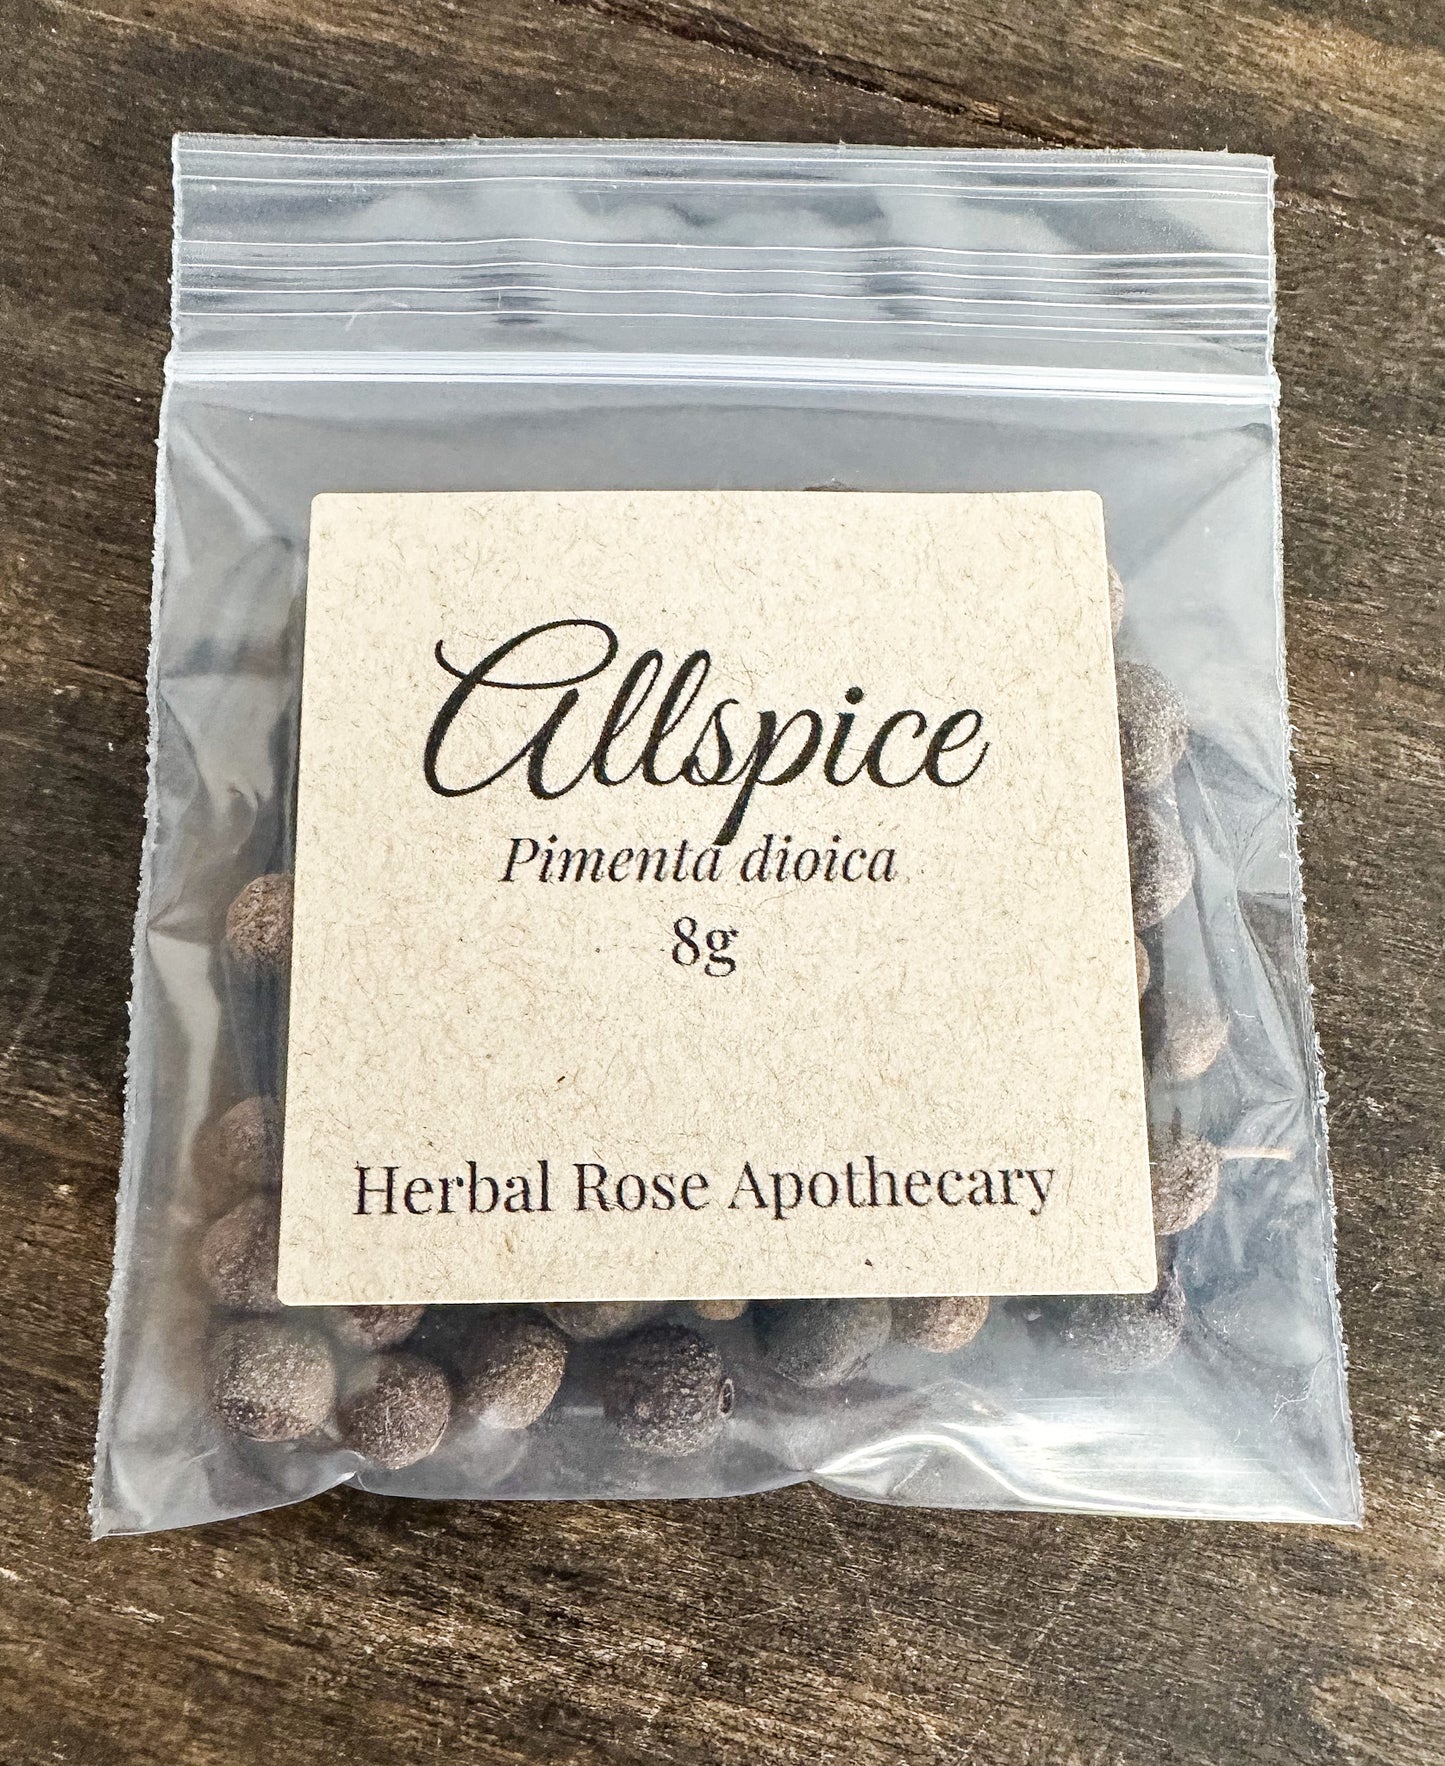 Allspice
Pimenta dioica
8g
Herbal Rose Apothecary